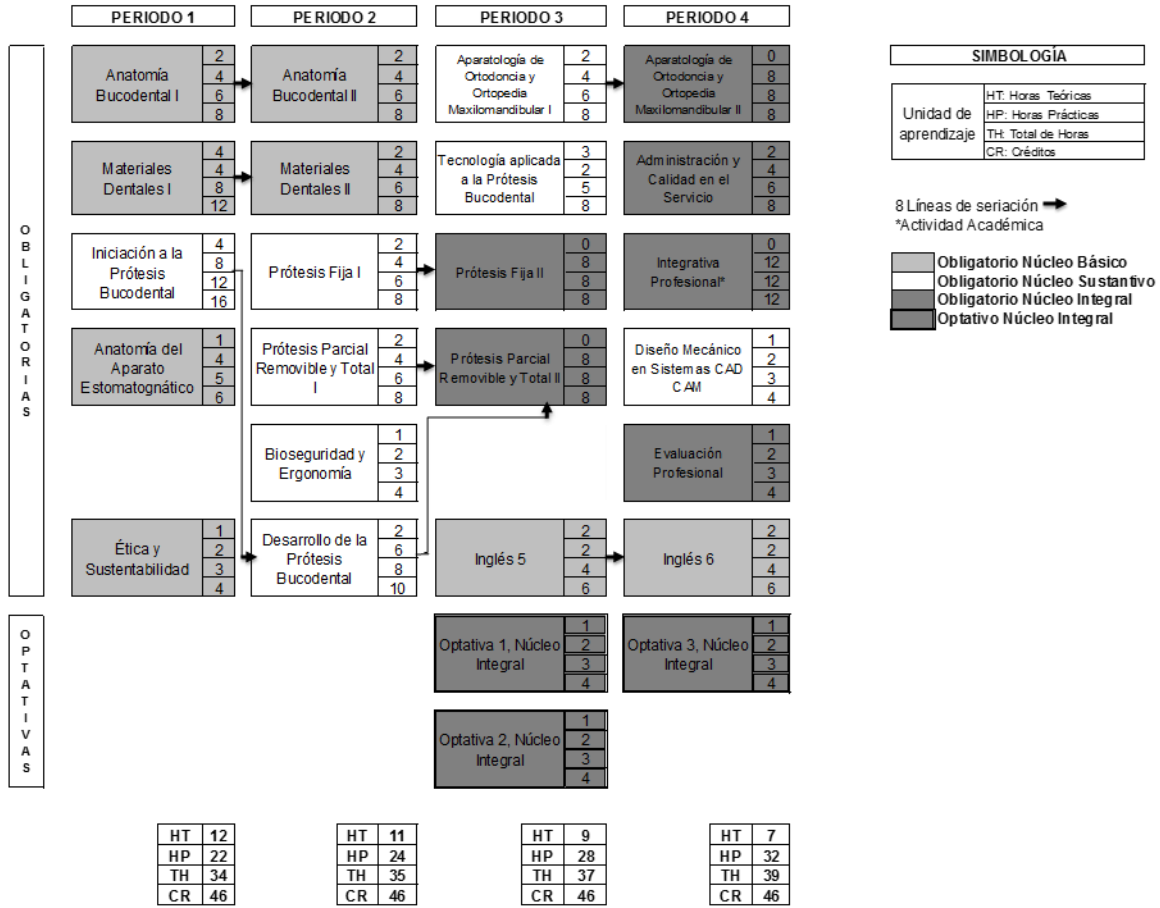 PERIODO 1
PERIODO 2
PERIODO 3
PERIODO 4
OBLIGATORIAS
Anatomía
Bucodental I
2
4
6
8
Anatomía
Bucodental II
2
4
6
8
Aparatología de
Ortodoncia y
Ortopedia
Maxilomandibular I
2
4
6
8
Aparatología de
Ortodoncia y
Ortopedia
Maxilomandibular II
0
8
8
8
Materiales
Dentales I
4
4
8
12
Materiales
Dentales II
2
4
6
8
Tecnología aplicada
a la Prótesis
Bucodental
3
2
5
8
Administración y
Calidad en el
Servicio
2
4
6
8
Iniciación a la
Prótesis
Bucodental
4
8
12
16
Prótesis Fija I
2
4
6
8
Prótesis Fija II
0
8
8
8
Integrativa
Profesional*
0
12
12
12
Anatomía del
Aparato
Estomatognático
1
4
5
6
Prótesis Parcial
Removible y Total
I
2
4
6
8
Prótesis Parcial
Removible y Total II
0
8
8
8
Diseño Mecánico
en Sistemas CAD
CAM
1
2
3
4
Bioseguridad y
Ergonomía
1
2
3
4
Evaluación
Profesional
1
2
3
4
Ética y
Sustentabilidad
1
2
3
4
Desarrollo de la
Prótesis
Bucodental
2
6
8
10
Inglés 5
2
2
4
6
Inglés 6
2
2
4
6
OPTATIVAS
Optativa 1, Núcleo
Integral
1
2
3
4
Optativa 3, Núcleo
Integral
1
2
3
4
Optativa 2, Núcleo
Integral
1
2
3
4
HT 12
HP 22
TH 34
CR 46
HT 11
HP 24
TH 35
CR 46
HT 9
HP 28
TH 37
CR 46
HT 7
HP 32
TH 39
CR 46
SIMBOLOGÍA
Unidad de
aprendizaje
HT: Horas Teóricas
HP: Horas Prácticas
TH: Total de Horas
CR: Créditos
8 Líneas de seriación
*Actividad Académica
Obligatorio Núcleo Básico
Obligatorio Núcleo Sustantivo
Obligatorio Núcleo Integral
Optativo Núcleo Integral